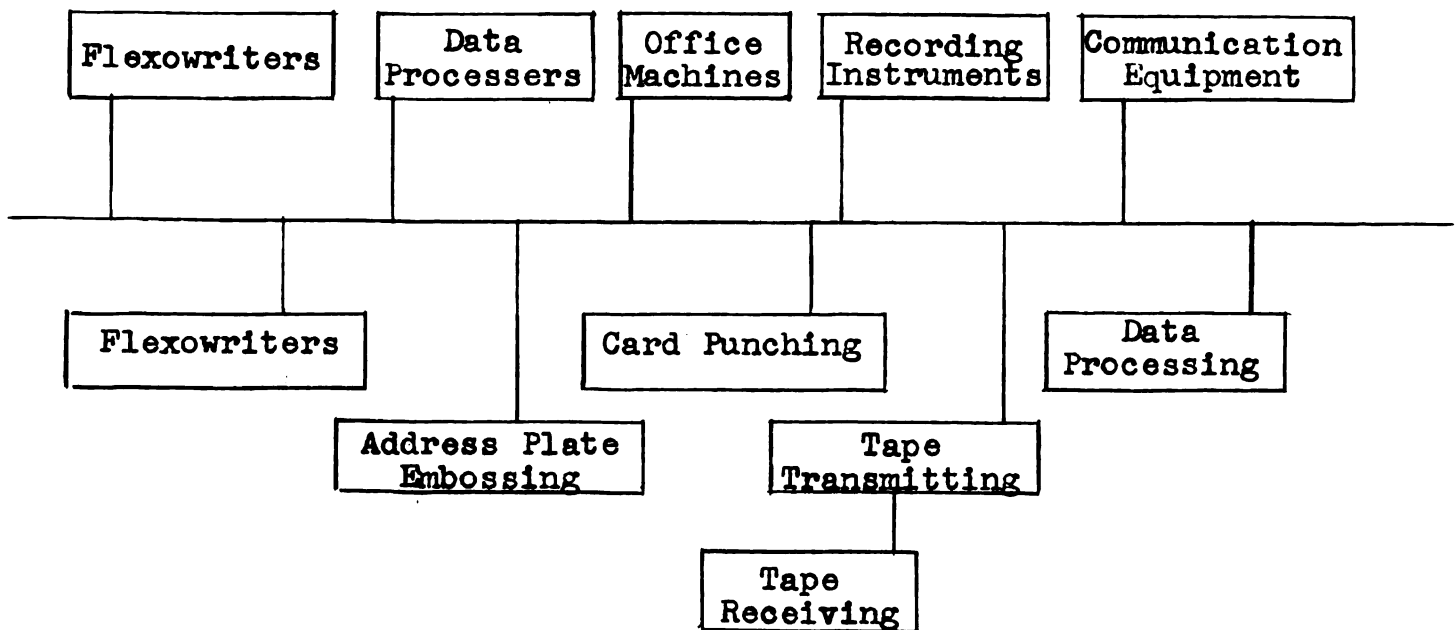 Flexowriters
Data
Processers
Office
Machines
Recording
Instruments
Communication
Equipment
Flexowriters
Card Punching
Data
Processing
Address Plate
Embossing
Tape
Transmitting
Tape
Receiving